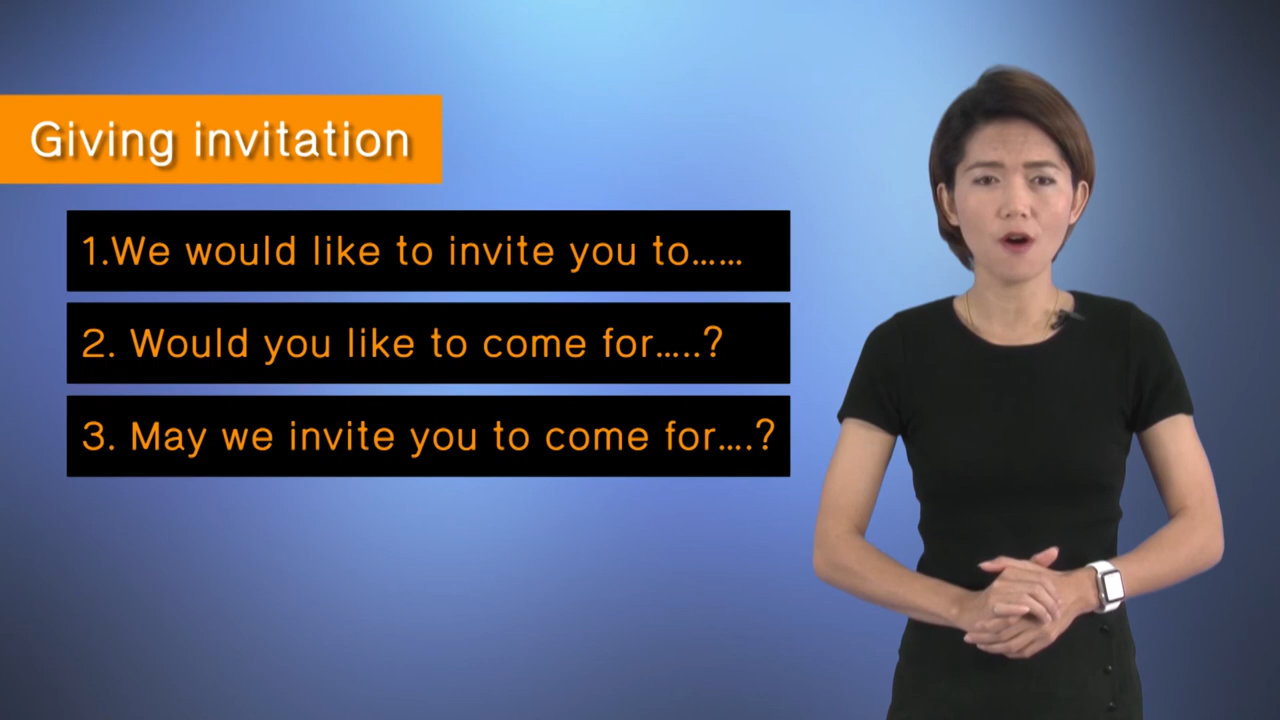 Giving invitation
1.We would like to invite you to......
2. Would you like to come for.....?
3. May we invite you to come for....?